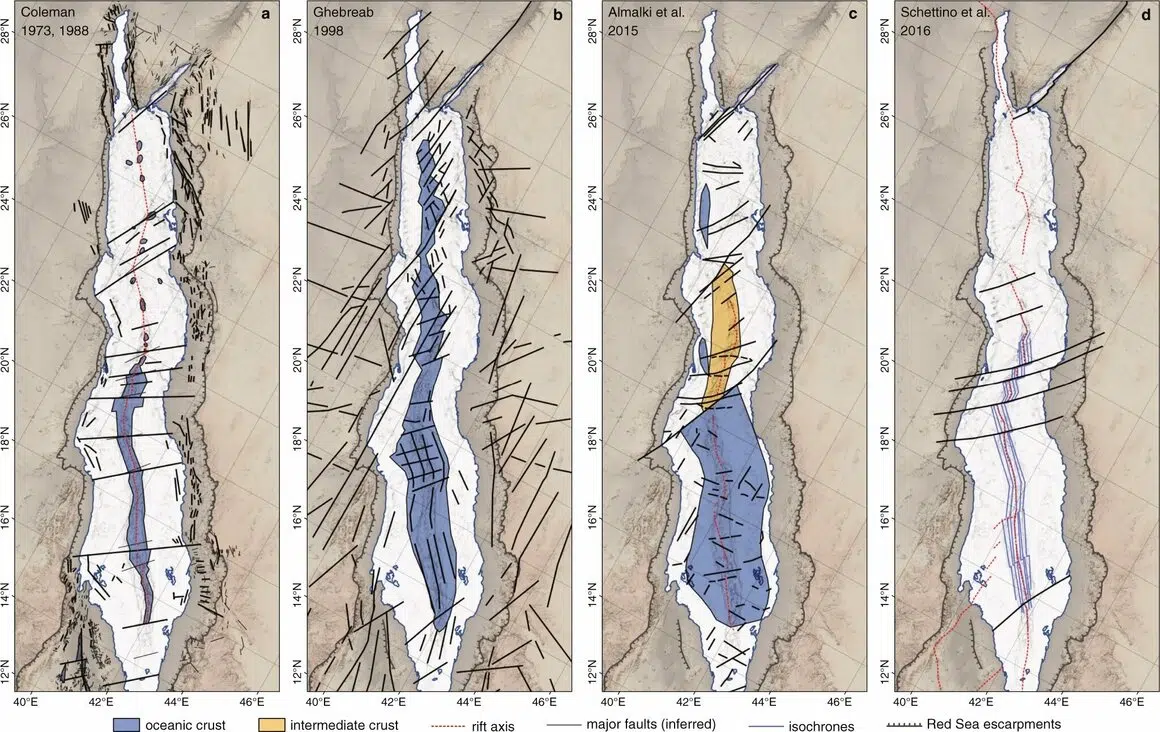 Coleman
1973, 1988
a
Ghebreab
1998
b
Almalki et al.
2015
c
Schettino et al.
2016
d
28°N
26°N
24°N
22°N
20°N
18°N
16°N
14°N
12°N
40°E 42°E 44°E 46°E
28°N
26°N
24°N
22°N
20°N
18°N
16°N
14°N
12°N
40°E 42°E 44°E 46°E
28°N
26°N
24°N
22°N
20°N
18°N
16°N
14°N
12°N
40°E 42°E 44°E 46°E
28°N
26°N
24°N
22°N
20°N
18°N
16°N
14°N
12°N
40°E 42°E 44°E 46°E
oceanic crust intermediate crust rift axis major faults (inferred) isochrones Red Sea escarpments